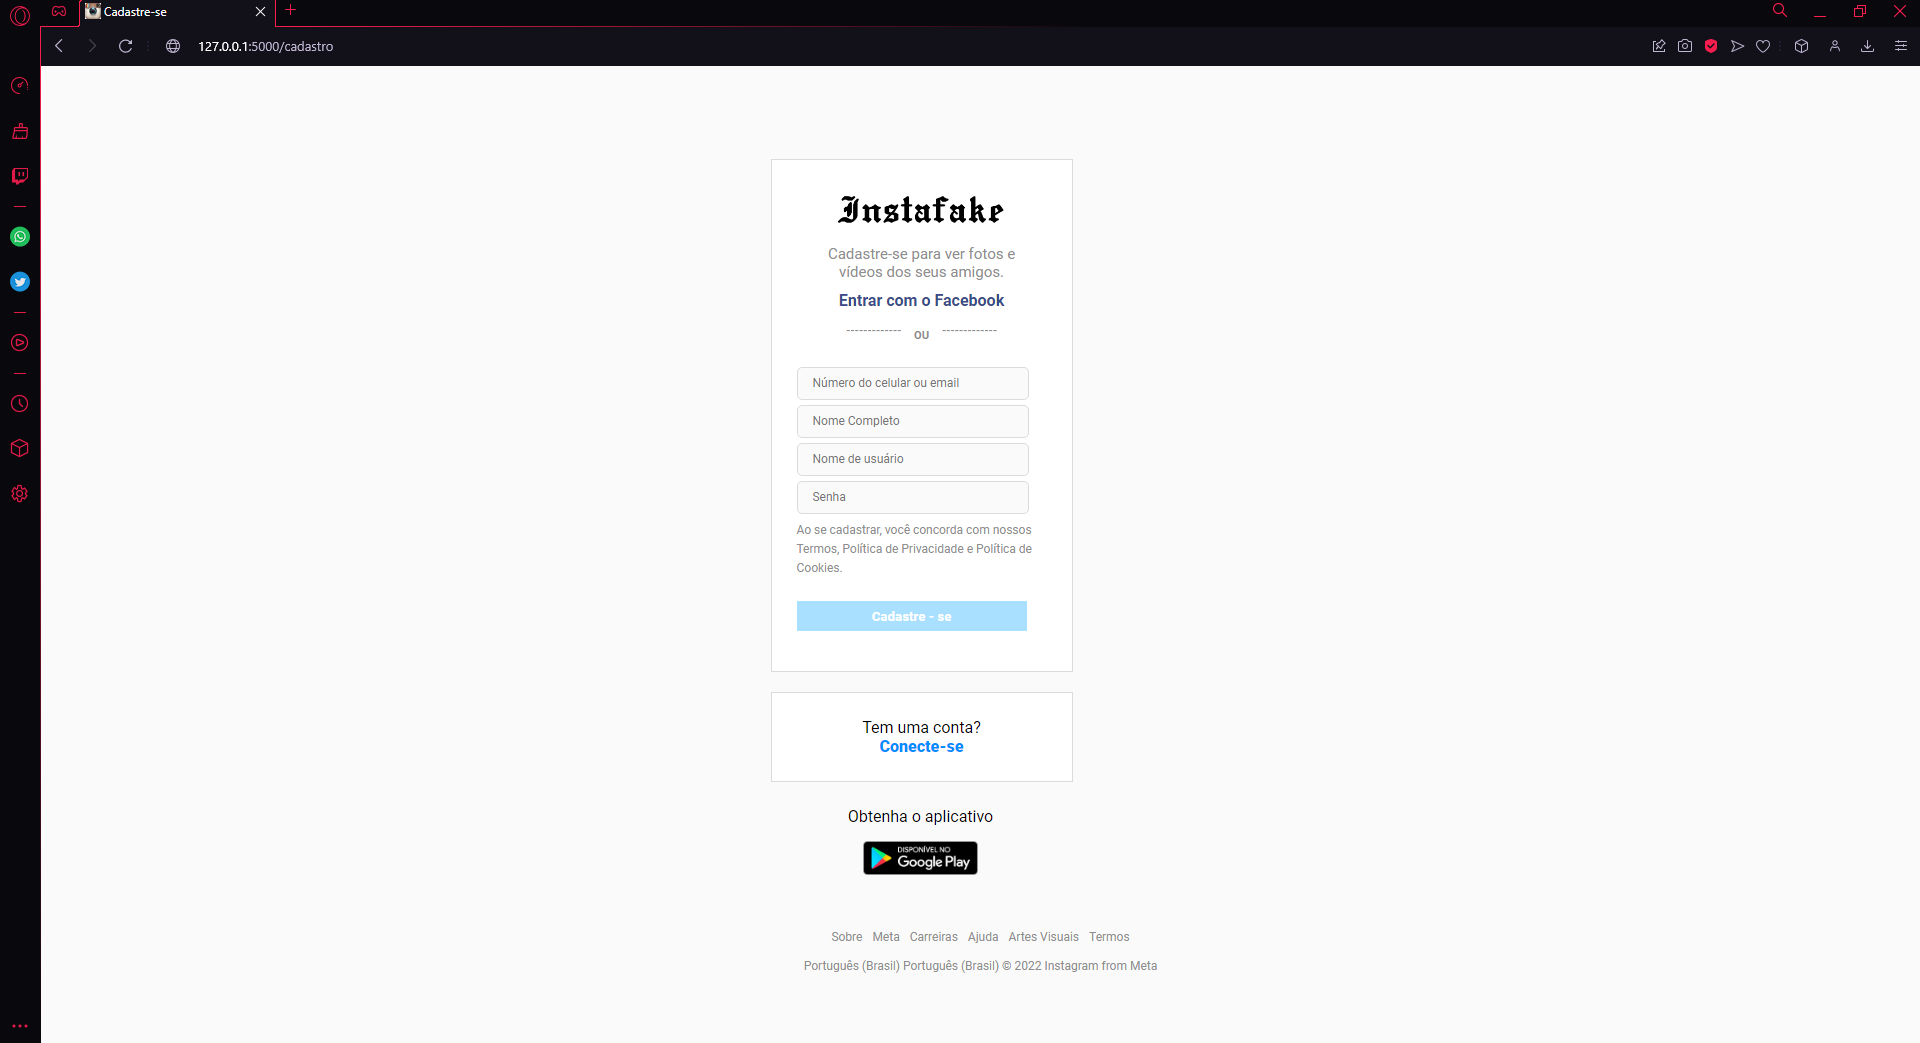 Cadastre-se
127.0.0.1:5000/cadastro
Instafake
Cadastre-se para ver fotos e
vídeos dos seus amigos.
Entrar com o Facebook
------------- OU -------------
Número do celular ou email
Nome Completo
Nome de usuário
Senha
Ao se cadastrar, você concorda com nossos
Termos, Política de Privacidade e Política de
Cookies.
Cadastre - se
Tem uma conta?
Conecte-se
Obtenha o aplicativo
DISPONÍVEL NO
Google Play
Sobre Meta Carreiras Ajuda Artes Visuais Termos
Português (Brasil) Português (Brasil) © 2022 Instagram from Meta